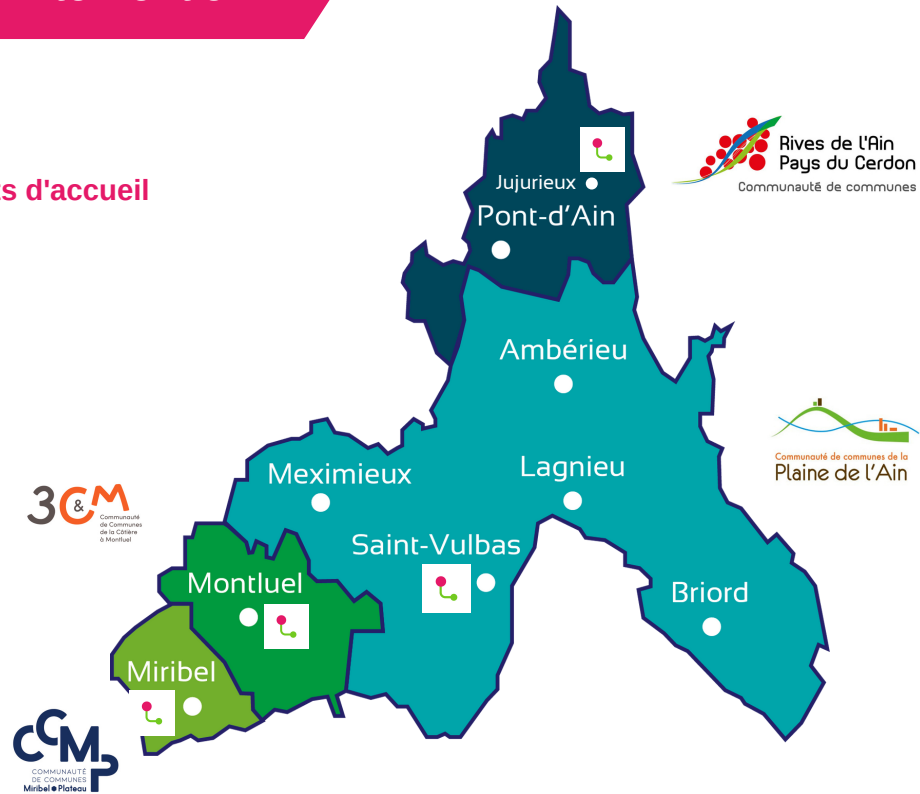 s d'accueil
Rives de l'Ain
Pays du Cerdon
Communauté de communes
Jujurieux
Pont-d'Ain
Ambérieu
Communauté de communes de la
Plaine de l'Ain
Meximieux
Lagnieu
3C&M
Communauté
de Communes
de la Côtière
à Montluel
Saint-Vulbas
Montluel
Briord
Miribel
CCMP
COMMUNAUTÉ
DE COMMUNES
Miribel Plateau